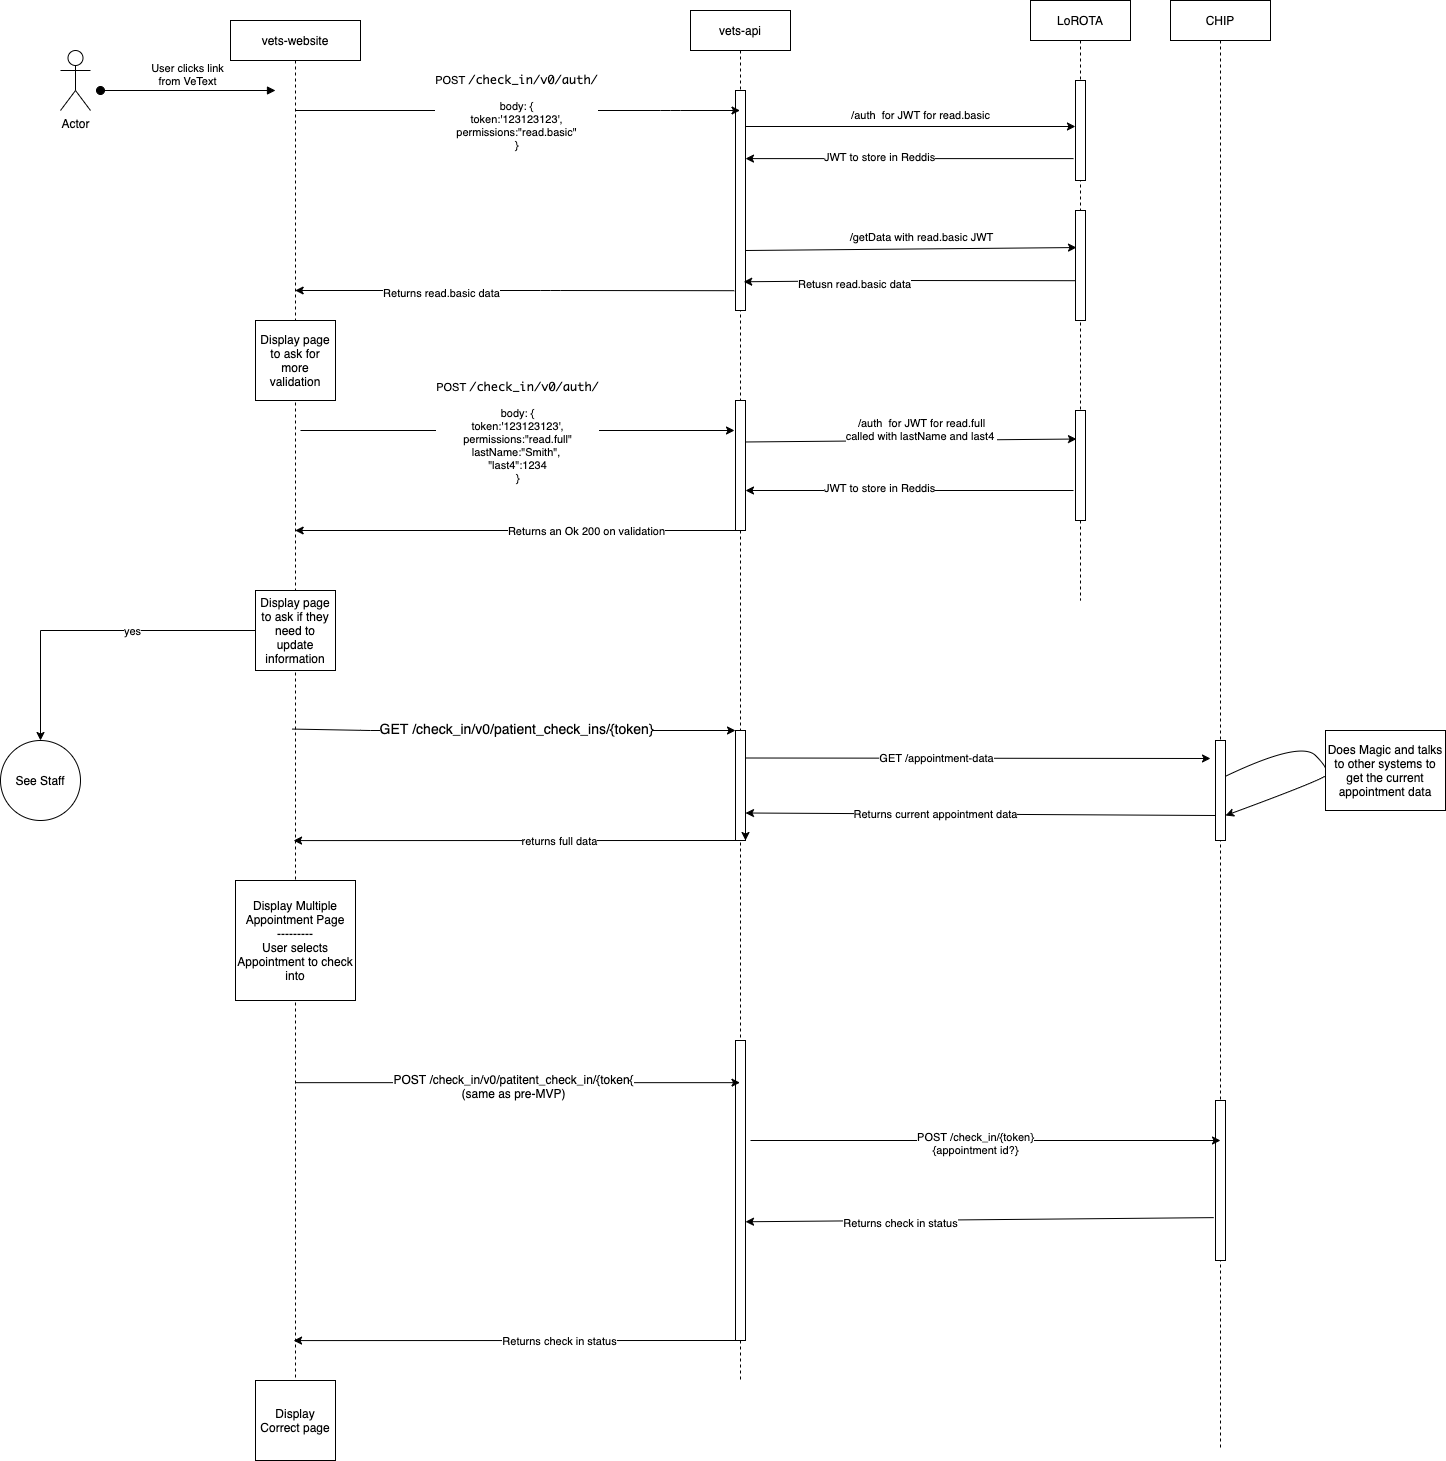 LoROTA
CHIP
vets-api
vets-website
User clicks link
from VeText
Actor
POST /check_in/v0/auth/
body: {
token:'123123123',
permissions:"read.basic"
}
/auth  for JWT for read.basic
JWT to store in Reddis
/getData with read.basic JWT
Retusn read.basic data
Returns read.basic data
Display page
to ask for
more
validation
POST /check_in/v0/auth/
body: {
token:'123123123',
permissions:"read.full"
lastName:"Smith",
"last4":1234
}
/auth  for JWT for read.full
called with lastName and last4
JWT to store in Reddis
Returns an Ok 200 on validation
Display page
to ask if they
need to
update
information
yes
See Staff
GET /check_in/v0/patient_check_ins/{token}
GET /appointment-data
Does Magic and talks
to other systems to
get the current
appointment data
Returns current appointment data
returns full data
Display Multiple
Appointment Page
---------
User selects
Appointment to check
into
POST /check_in/v0/patitent_check_in/{token{
(same as pre-MVP)
POST /check_in/{token}
{appointment id?}
Returns check in status
Returns check in status
Display
Correct page